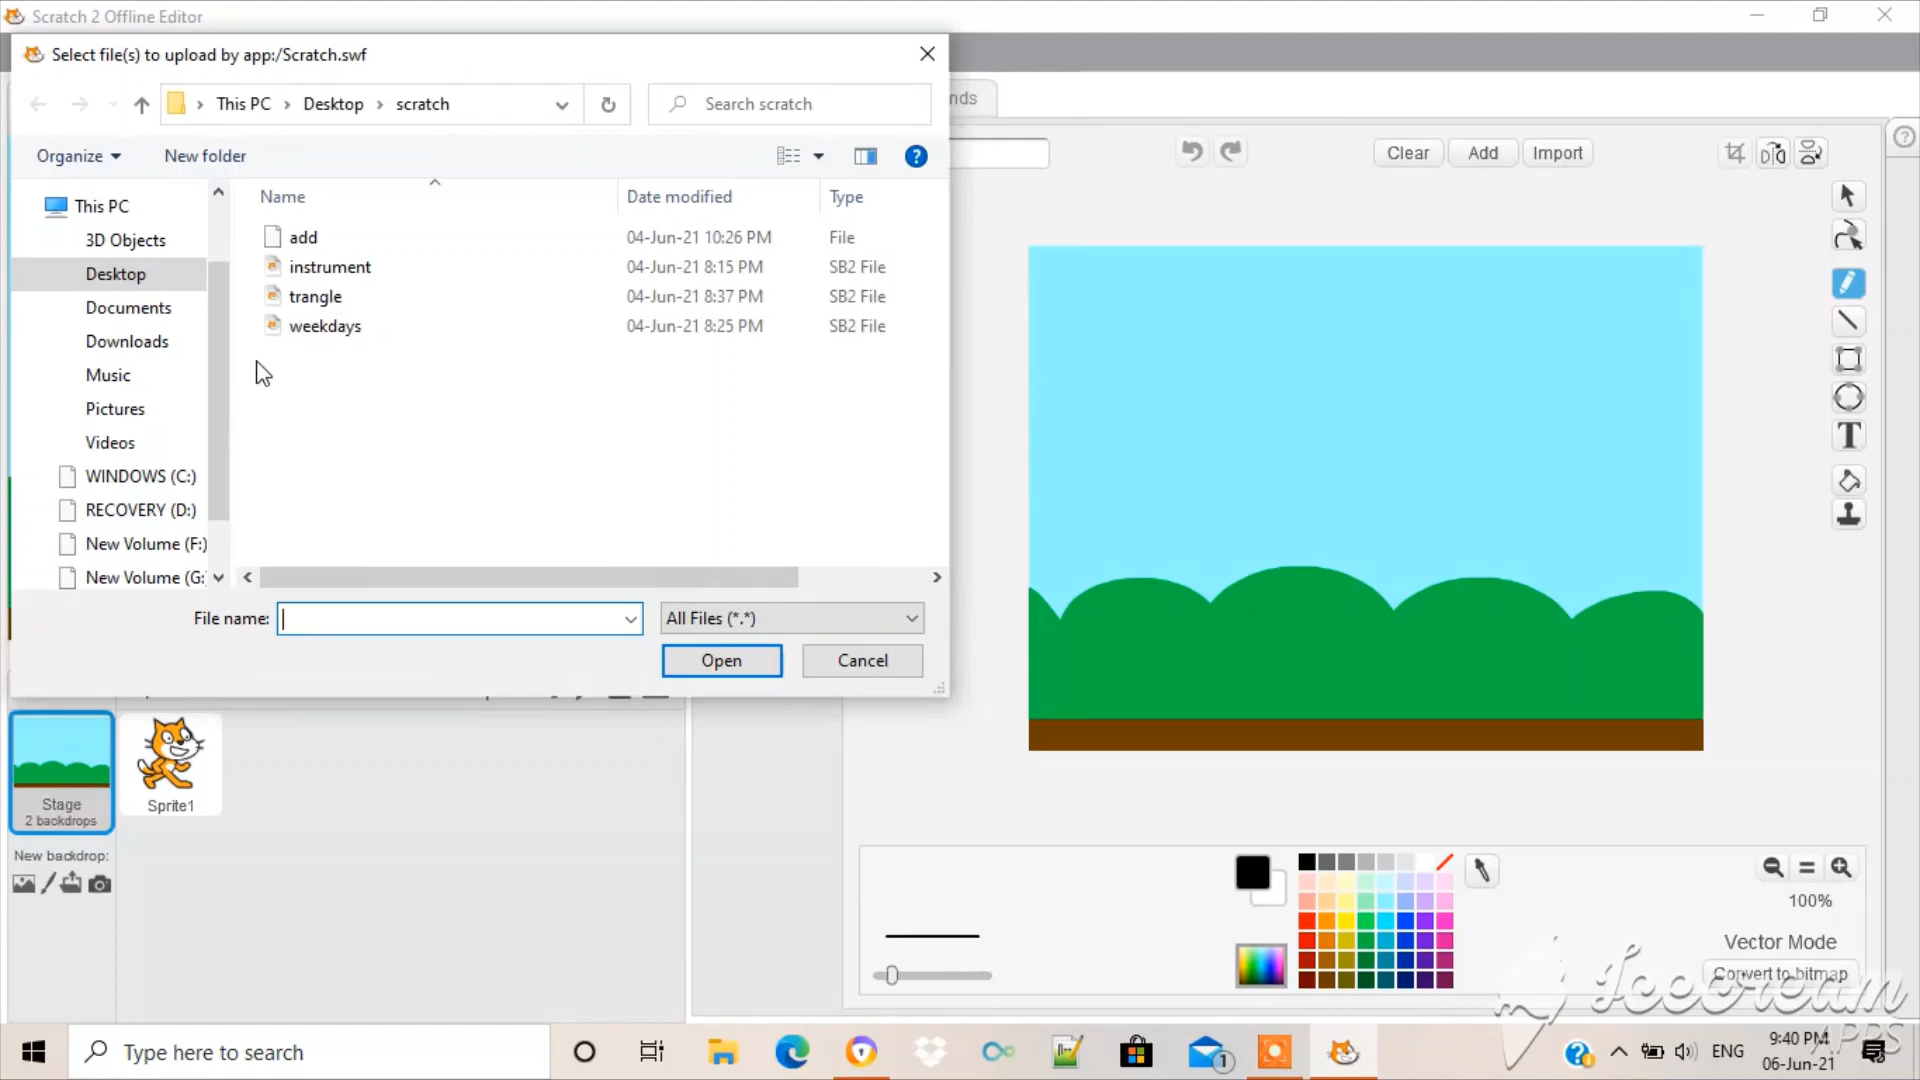 Scratch 2 Offline Editor
Select file(s) to upload by app:/Scratch.swf
This PC
Desktop
scratch
Search scratch
nds
Organize
New folder
Clear
Add
Import
Name
Date modified
Type
This PC
3D Objects
Desktop
Documents
Downloads
Music
Pictures
Videos
WINDOWS (C:)
RECOVERY (D:)
New Volume (F:)
New Volume (G:
add
04-Jun-21 10:26 PM
File
instrument
04-Jun-21 8:15 PM
SB2 File
trangle
04-Jun-21 8:37 PM
SB2 File
weekdays
04-Jun-21 8:25 PM
SB2 File
File name:
All Files (*.*)
Open
Cancel
T
Stage
2 backdrops
Sprite1
New backdrop:
100%
Vector Mode
Convert to bitmap
Icecream
APPS
Type here to search
1
ENG
9:40 PM
06-Jun-21